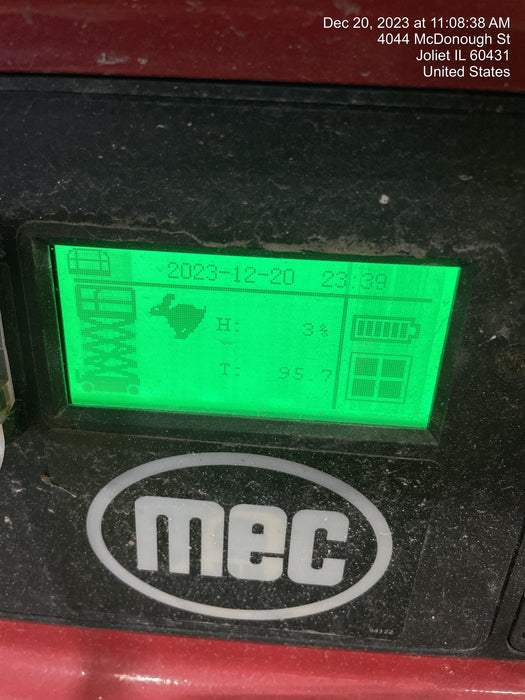 Dec 20, 2023 at 11:08:38 AM
4044 McDonough St
Joliet IL 60431
United States
2023-12-20 23:39
H: 3%
T: 95.7
mec